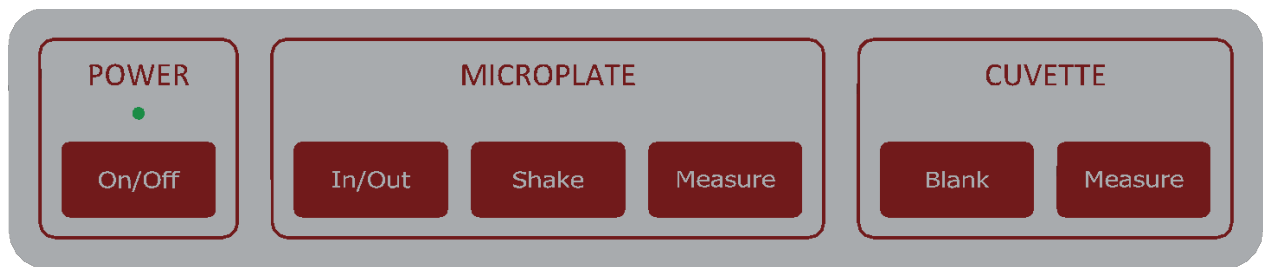 POWER
On/Off
MICROPLATE
In/Out
Shake
Measure
CUVETTE
Blank
Measure